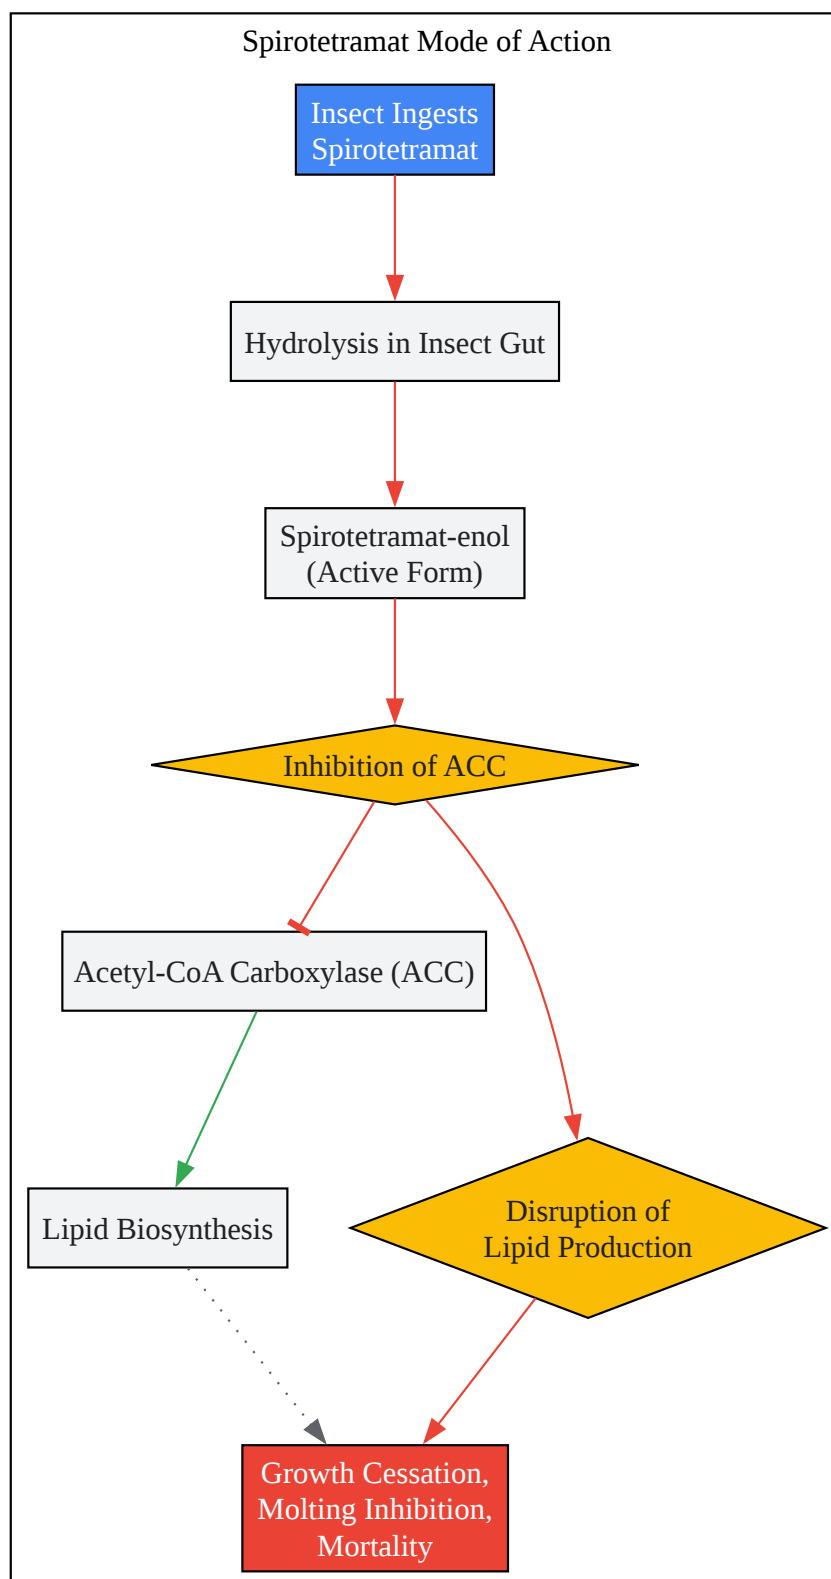 Spirotetramat Mode of Action
Insect Ingests
Spirotetramat
Hydrolysis in Insect Gut
Spirotetramat-enol
(Active Form)
Inhibition of ACC
Acetyl-CoA Carboxylase (ACC)
Lipid Biosynthesis
Disruption of
Lipid Production
Growth Cessation,
Molting Inhibition,
Mortality